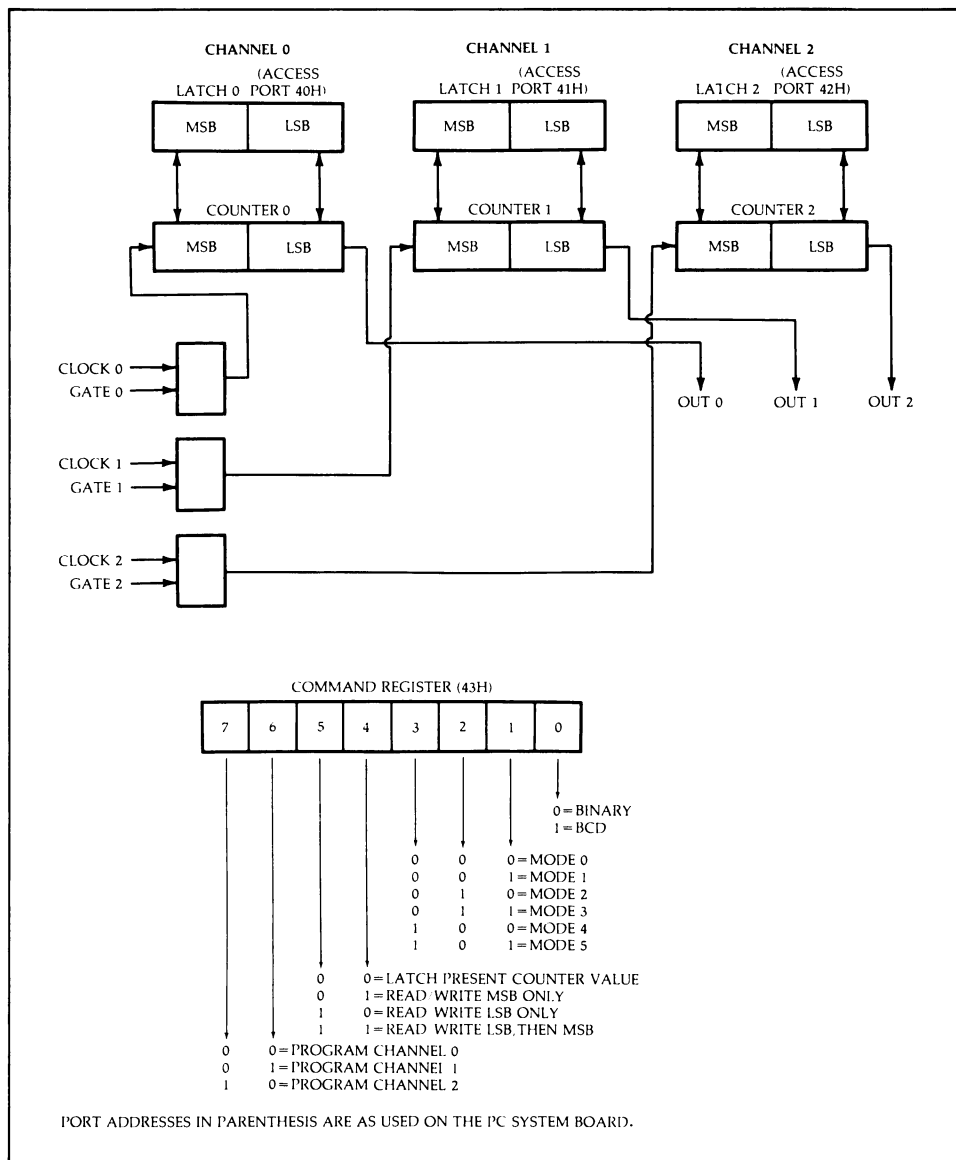 CHANNEL 0 CHANNEL 1 CHANNEL 2
(ACCESS (ACCESS (ACCESS
LATCH 0 PORT 40H) LATCH 1 PORT 41H) LATCH 2 PORT 42H)
MSB LSB MSB LSB MSB LSB
COUNTER 0 COUNTER 1 COUNTER 2
MSB LSB MSB LSB MSB LSB
CLOCK 0
GATE 0
OUT 0 OUT 1 OUT 2
CLOCK 1
GATE 1
CLOCK 2
GATE 2
COMMAND REGISTER (43H)
7 6 5 4 3 2 1 0
0 = BINARY
1 = BCD
0 0 0 = MODE 0
0 0 1 = MODE 1
0 1 0 = MODE 2
0 1 1 = MODE 3
1 0 0 = MODE 4
1 0 1 = MODE 5
0 0 = LATCH PRESENT COUNTER VALUE
0 1 = READ/WRITE MSB ONLY
1 0 = READ WRITE LSB ONLY
1 1 = READ WRITE LSB, THEN MSB
0 0 = PROGRAM CHANNEL 0
0 1 = PROGRAM CHANNEL 1
1 0 = PROGRAM CHANNEL 2
PORT ADDRESSES IN PARENTHESIS ARE AS USED ON THE PC SYSTEM BOARD.